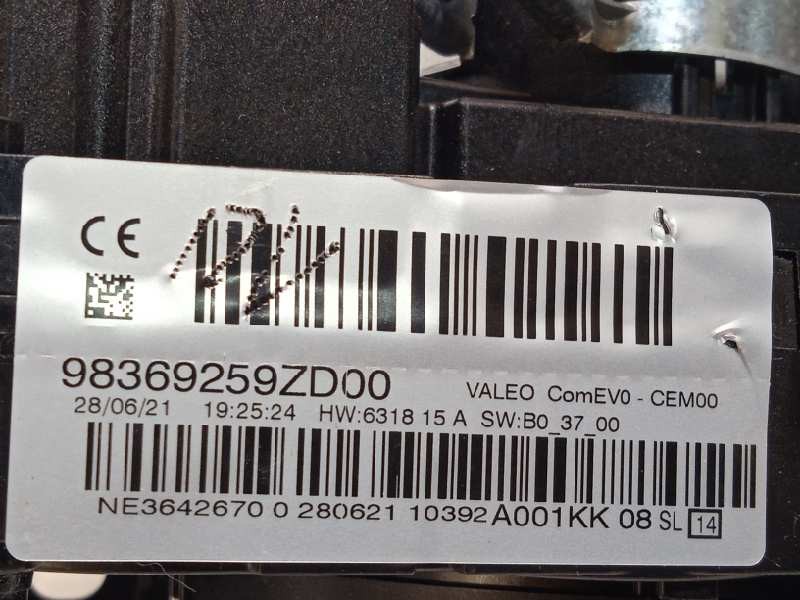 CE
98369259ZD00 VALEO ComEV0 - CEM00
28/06/21 19:25:24 HW:6318 15 A SW:B0_37_00
NE3642670 0 280621 10392 A001KK 08 SL 14